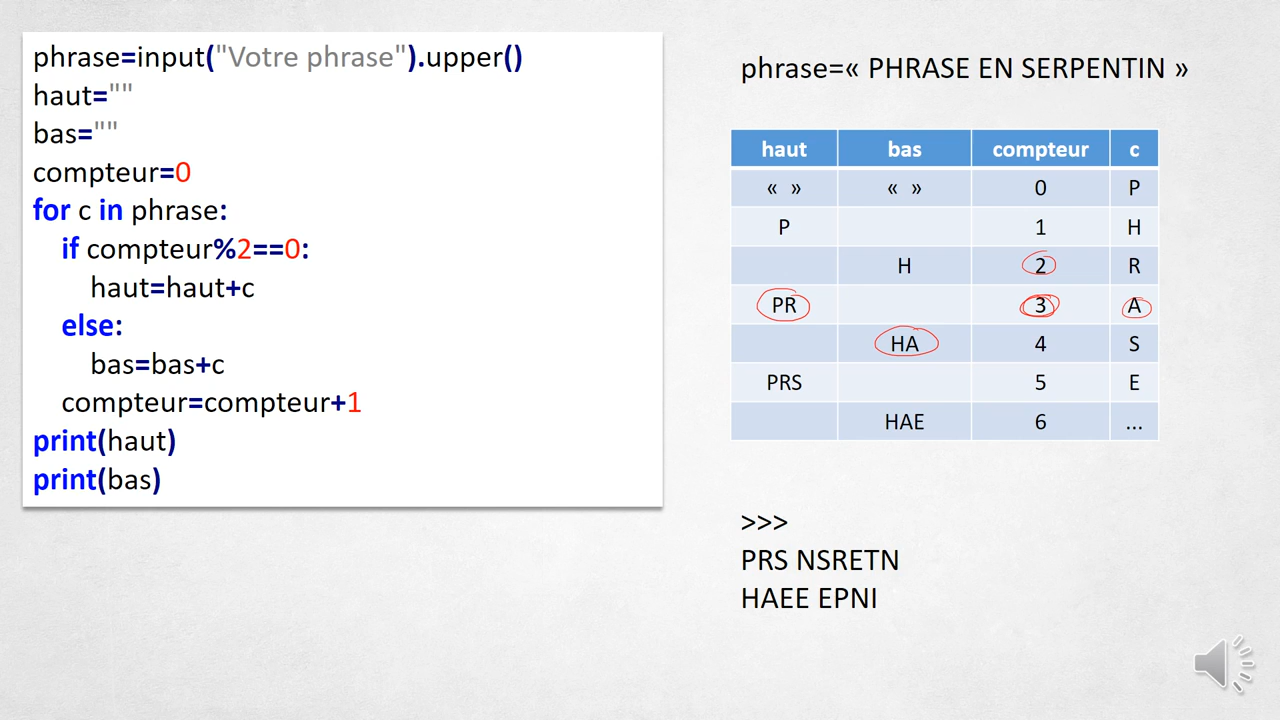 phrase=input("Votre phrase").upper()
haut=""
bas=""
compteur=0
for c in phrase:
    if compteur%2==0:
        haut=haut+c
    else:
        bas=bas+c
    compteur=compteur+1
print(haut)
print(bas)
phrase=« PHRASE EN SERPENTIN »
haut bas compteur c
« » « » 0 P
P 1 H
H 2 R
PR 3 A
HA 4 S
PRS 5 E
HAE 6 ...
>>>
PRS NSRETN
HAEE EPNI